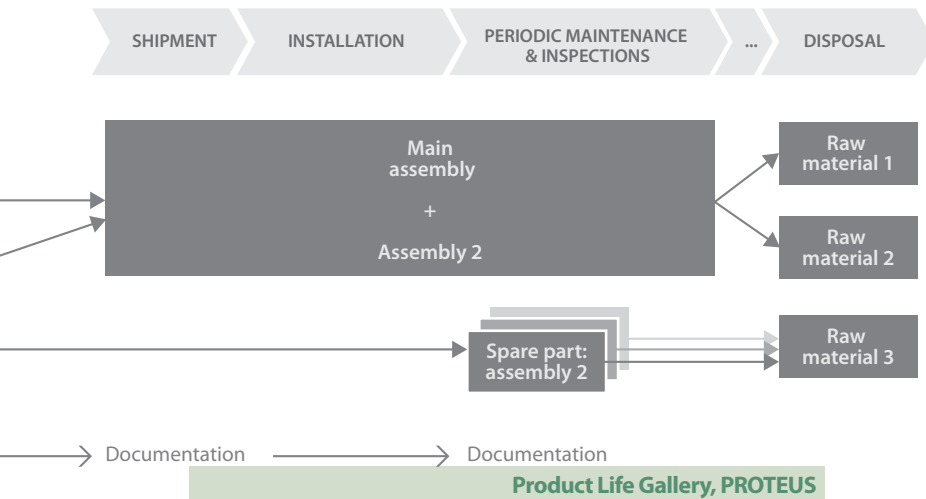 SHIPMENT
INSTALLATION
PERIODIC MAINTENANCE
& INSPECTIONS
...
DISPOSAL
Main
assembly
+
Assembly 2
Raw
material 1
Raw
material 2
Spare part:
assembly 2
Raw
material 3
Documentation
Documentation
Product Life Gallery, PROTEUS